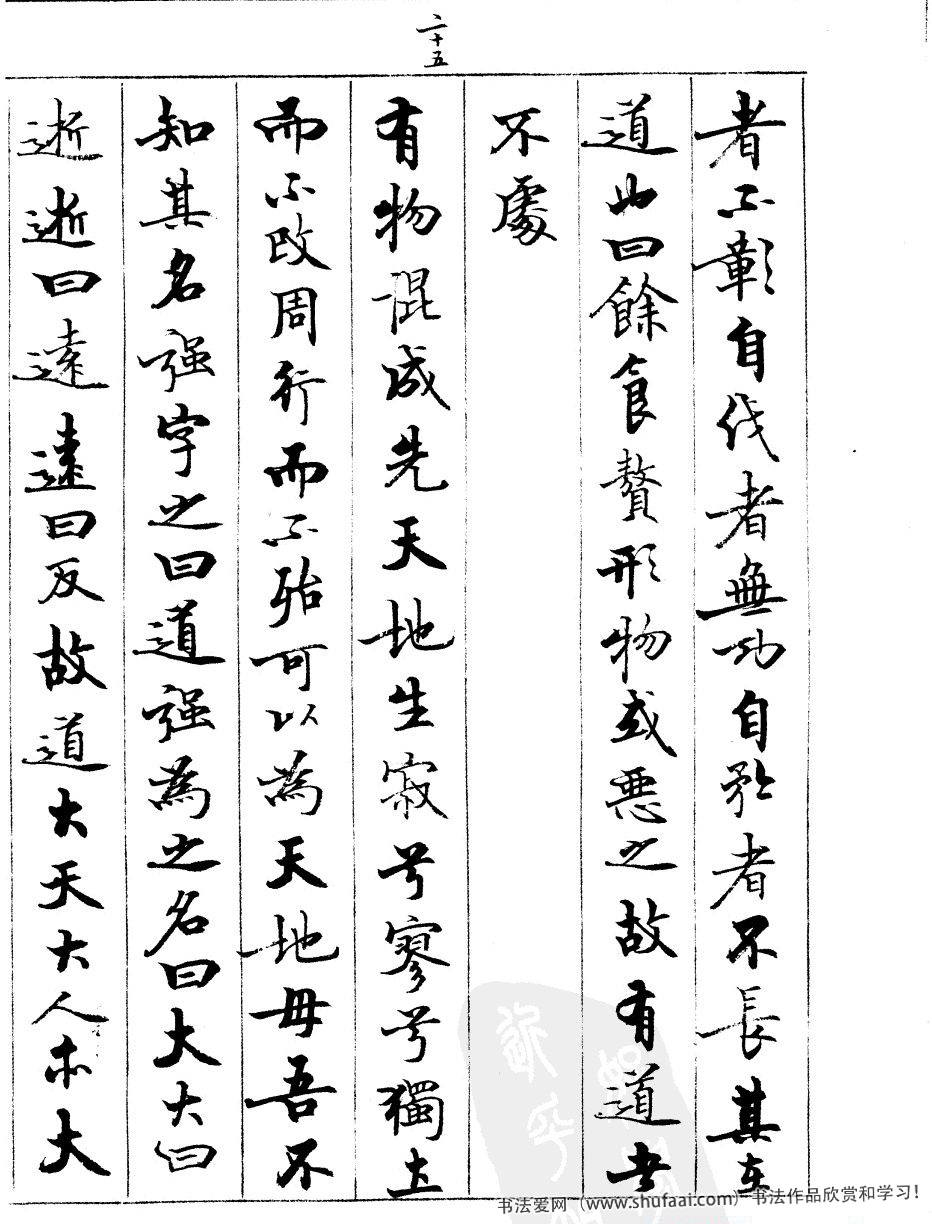 二十五
者不彰自伐者無功自矜者不長其在
道也曰餘食贅形物或惡之故有道者
不處
有物混成先天地生寂兮寥兮獨立
而不改周行而不殆可以為天地母吾不
知其名强字之曰道强為之名曰大大曰
逝逝曰遠遠曰反故道大天大人亦大
书法爱网（www.shufaai.com）书法作品欣赏和学习！